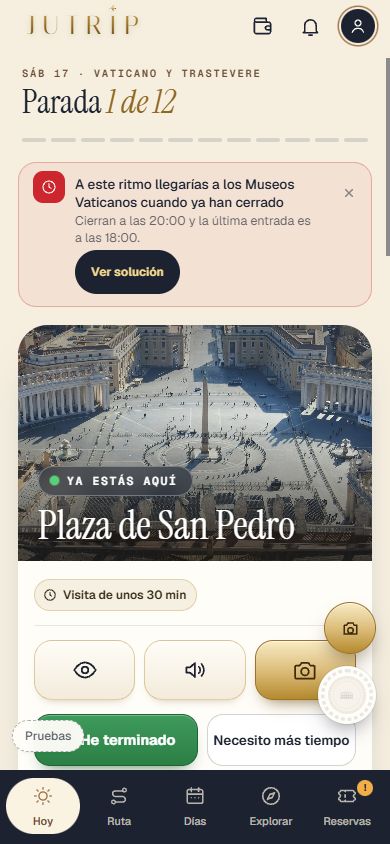 JUTRIP
SÁB 17 · VATICANO Y TRASTEVERE
Parada 1 de 12
A este ritmo llegarías a los Museos
Vaticanos cuando ya han cerrado
Cierran a las 20:00 y la última entrada es
a las 18:00.
Ver solución
YA ESTÁS AQUÍ
Plaza de San Pedro
Visita de unos 30 min
Pruebas
He terminado
Necesito más tiempo
!
Hoy
Ruta
Días
Explorar
Reservas